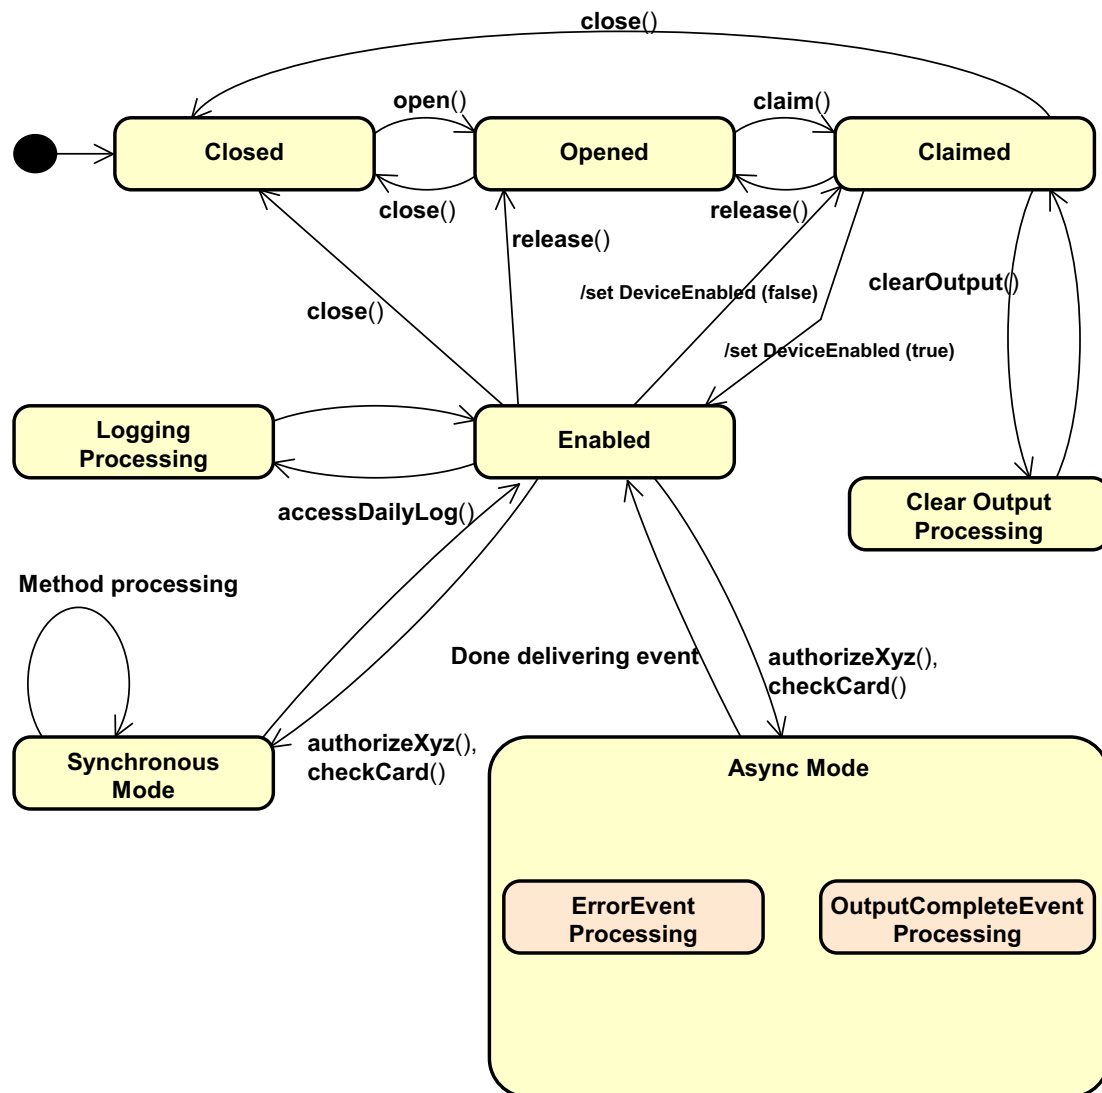 close()
open()
claim()
Closed
Opened
Claimed
close()
release()
release()
clearOutput()
/set DeviceEnabled (false)
close()
/set DeviceEnabled (true)
Logging
Processing
Enabled
Clear Output
Processing
accessDailyLog()
Method processing
Done delivering event
authorizeXyz(),
checkCard()
authorizeXyz(),
checkCard()
Synchronous
Mode
Async Mode
ErrorEvent
Processing
OutputCompleteEvent
Processing